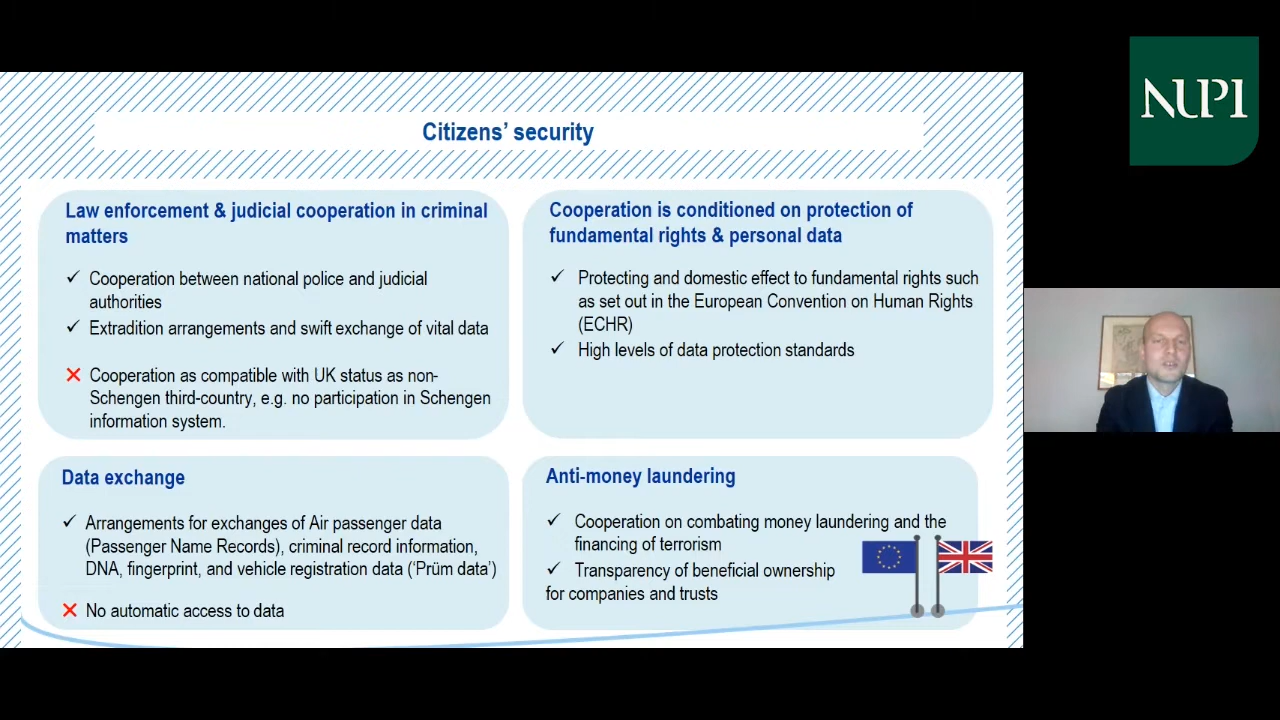 NUPI
Citizens’ security
Law enforcement & judicial cooperation in criminal
matters
Cooperation between national police and judicial
authorities
Extradition arrangements and swift exchange of vital data
Cooperation as compatible with UK status as non-
Schengen third-country, e.g. no participation in Schengen
information system.
Cooperation is conditioned on protection of
fundamental rights & personal data
Protecting and domestic effect to fundamental rights such
as set out in the European Convention on Human Rights
(ECHR)
High levels of data protection standards
Data exchange
Arrangements for exchanges of Air passenger data
(Passenger Name Records), criminal record information,
DNA, fingerprint, and vehicle registration data (‘Prüm data’)
No automatic access to data
Anti-money laundering
Cooperation on combating money laundering and the
financing of terrorism
Transparency of beneficial ownership
for companies and trusts